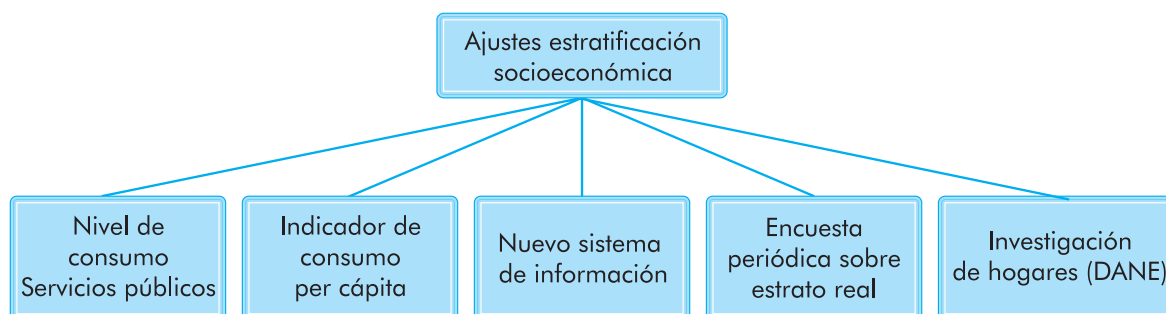 Ajustes estratificación
socioeconómica
Nivel de
consumo
Servicios públicos
Indicador de
consumo
per cápita
Nuevo sistema
de información
Encuesta
periódica sobre
estrato real
Investigación
de hogares (DANE)